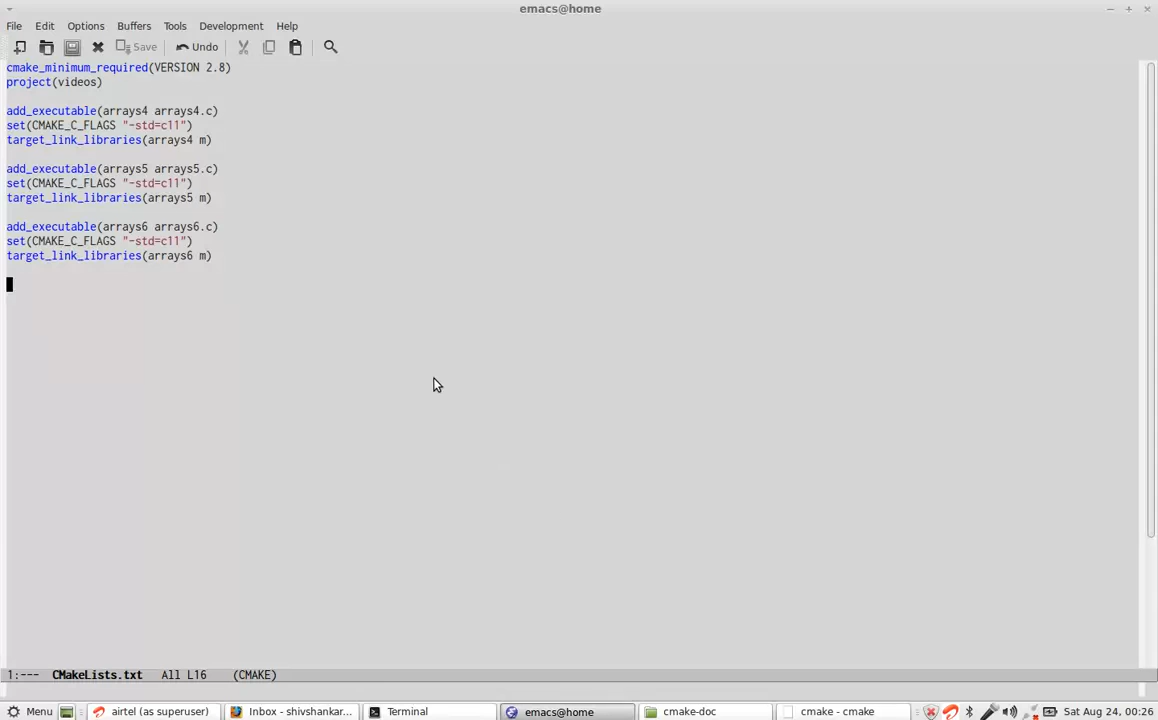 emacs@home
File Edit Options Buffers Tools Development Help
Save Undo
cmake_minimum_required(VERSION 2.8)
project(videos)
add_executable(arrays4 arrays4.c)
set(CMAKE_C_FLAGS "-std=c11")
target_link_libraries(arrays4 m)
add_executable(arrays5 arrays5.c)
set(CMAKE_C_FLAGS "-std=c11")
target_link_libraries(arrays5 m)
add_executable(arrays6 arrays6.c)
set(CMAKE_C_FLAGS "-std=c11")
target_link_libraries(arrays6 m)
1:--- CMakeLists.txt All L16 (CMAKE)
Menu airtel (as superuser) Inbox - shivshankar... Terminal emacs@home cmake-doc cmake - cmake Sat Aug 24, 00:26